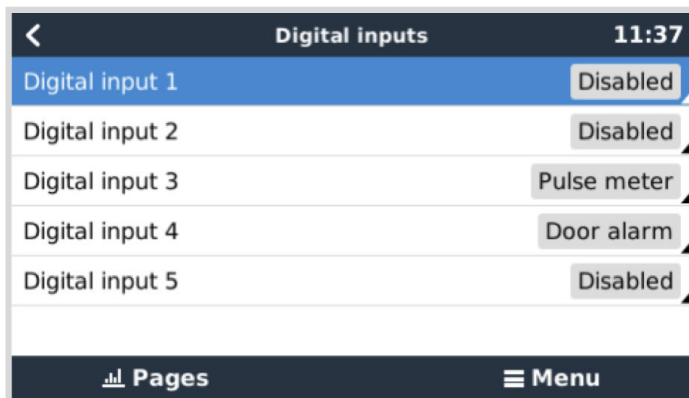 Digital inputs 11:37
Digital input 1 Disabled
Digital input 2 Disabled
Digital input 3 Pulse meter
Digital input 4 Door alarm
Digital input 5 Disabled
Pages Menu